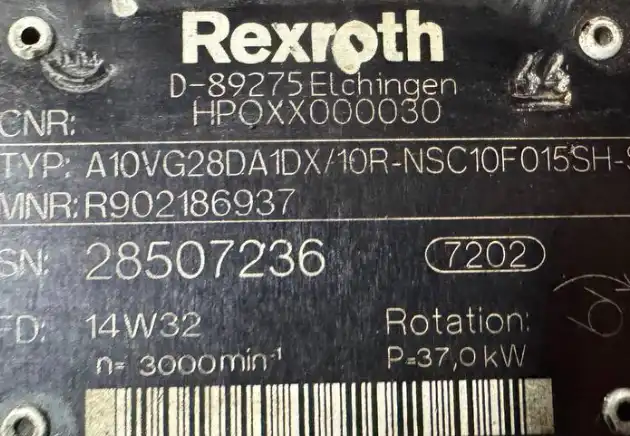 Rexroth
D-89275 Elchingen
44
CNR: HPOXX000030
TYP: A10VG28DA1DX/10R-NSC10F015SH-S
MNR: R902186937
SN: 28507236 7202
FD: 14W32 Rotation:
n= 3000min-1 P=37,0 kW